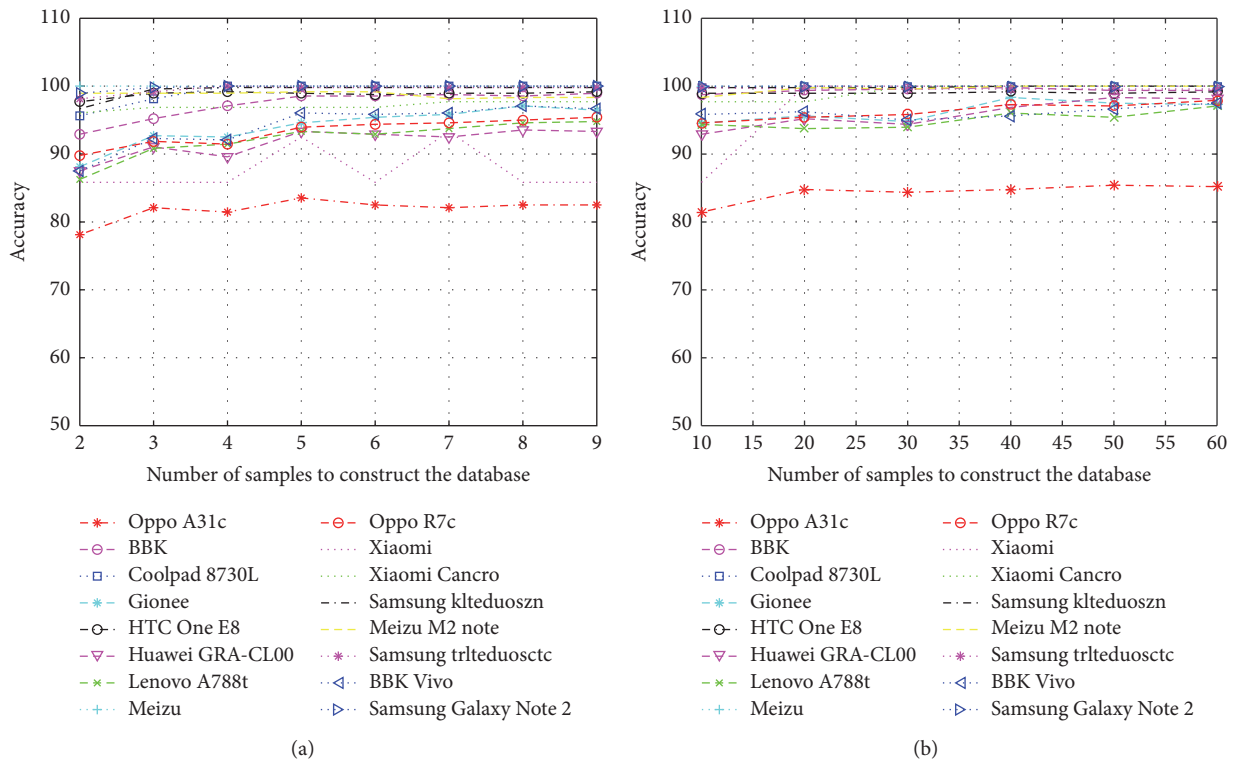 110
100
90
80
70
60
50
Accuracy
2 3 4 5 6 7 8 9
Number of samples to construct the database
Oppo A31c
BBK
Coolpad 8730L
Gionee
HTC One E8
Huawei GRA-CL00
Lenovo A788t
Meizu
Oppo R7c
Xiaomi
Xiaomi Cancro
Samsung klteduoszn
Meizu M2 note
Samsung trlteduosctc
BBK Vivo
Samsung Galaxy Note 2
(a)
110
100
90
80
70
60
50
Accuracy
10 15 20 25 30 35 40 45 50 55 60
Number of samples to construct the database
Oppo A31c
BBK
Coolpad 8730L
Gionee
HTC One E8
Huawei GRA-CL00
Lenovo A788t
Meizu
Oppo R7c
Xiaomi
Xiaomi Cancro
Samsung klteduoszn
Meizu M2 note
Samsung trlteduosctc
BBK Vivo
Samsung Galaxy Note 2
(b)